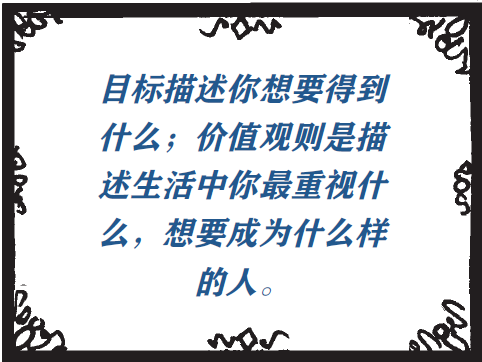 目标描述你想要得到
什么；价值观则是描
述生活中你最重视什
么，想要成为什么样
的人。